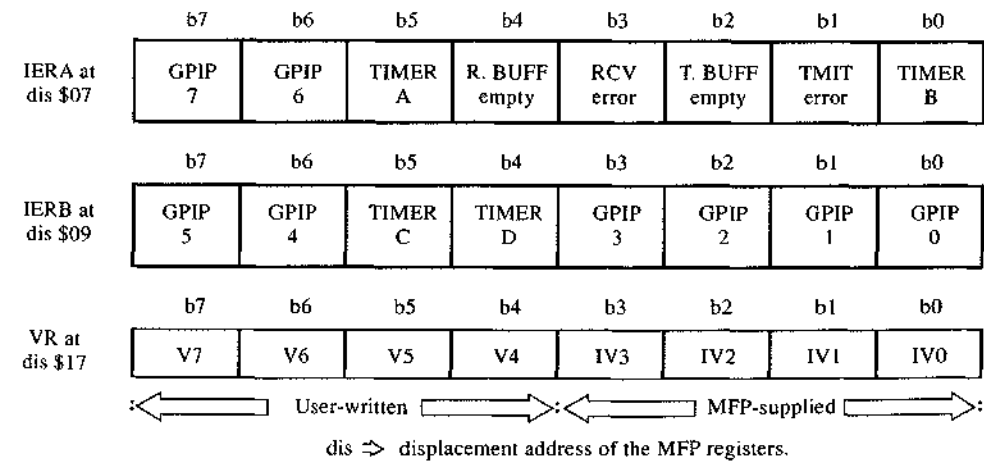 b7 b6 b5 b4 b3 b2 b1 b0
IERA at dis $07
GPIP 7
GPIP 6
TIMER A
R. BUFF empty
RCV error
T. BUFF empty
TMIT error
TIMER B
b7 b6 b5 b4 b3 b2 b1 b0
IERB at dis $09
GPIP 5
GPIP 4
TIMER C
TIMER D
GPIP 3
GPIP 2
GPIP 1
GPIP 0
b7 b6 b5 b4 b3 b2 b1 b0
VR at dis $17
V7 V6 V5 V4 IV3 IV2 IV1 IV0
: User-written : MFP-supplied :
dis ⇒ displacement address of the MFP registers.